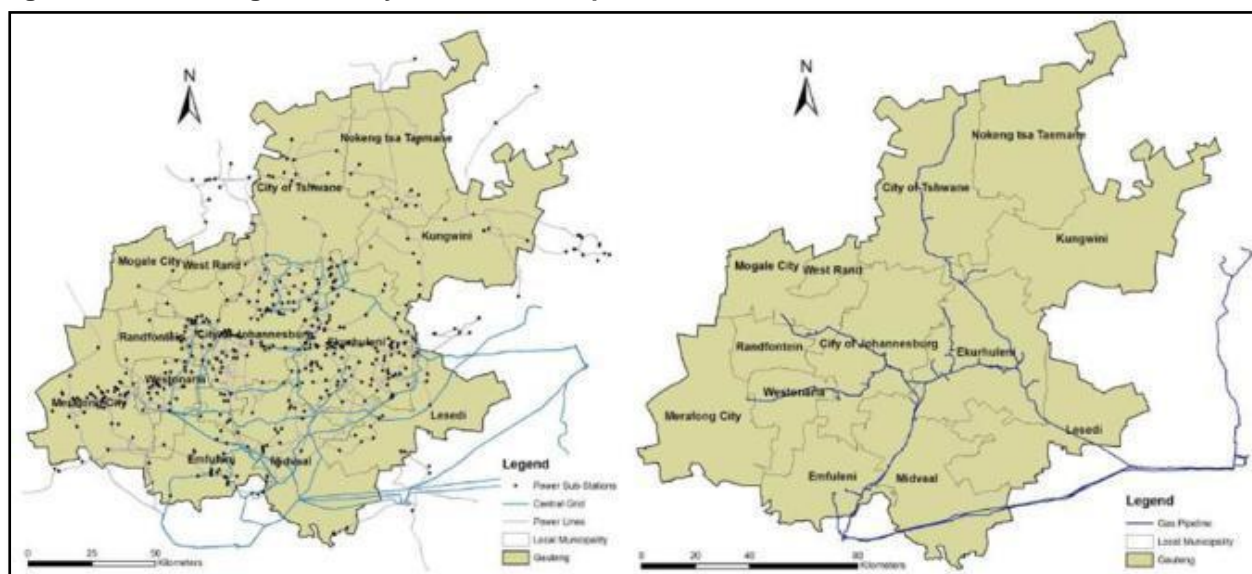 N
Nokeng tsa Taemane
City of Tshwane
Kungwini
Mogale City
West Rand
Randfontein
City of Johannesburg
Ekurhuleni
Westonaria
Merafong City
Lesedi
Emfuleni
Midvaal
Legend
Power Sub-Stations
Central Grid
Power Lines
Local Municipality
Gauteng
0 25 50
Kilometers
N
Nokeng tsa Taemane
City of Tshwane
Kungwini
Mogale City
West Rand
Randfontein
City of Johannesburg
Ekurhuleni
Westonaria
Merafong City
Lesedi
Emfuleni
Midvaal
Legend
Gas Pipeline
Local Municipality
Gauteng
0 20 40 80
Kilometers